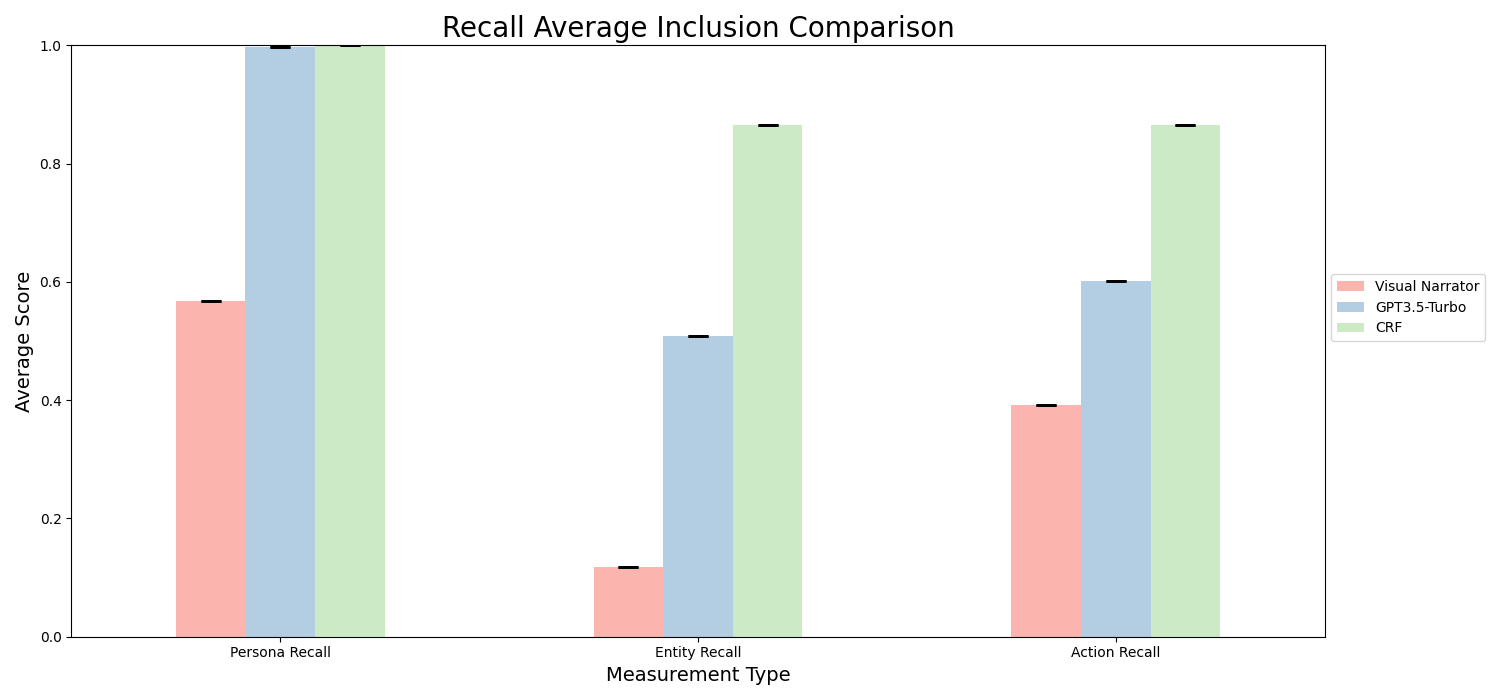 Recall Average Inclusion Comparison
1.0
0.8
0.6
0.4
0.2
0.0
Average Score
Persona Recall
Entity Recall
Action Recall
Measurement Type
Visual Narrator
GPT3.5-Turbo
CRF